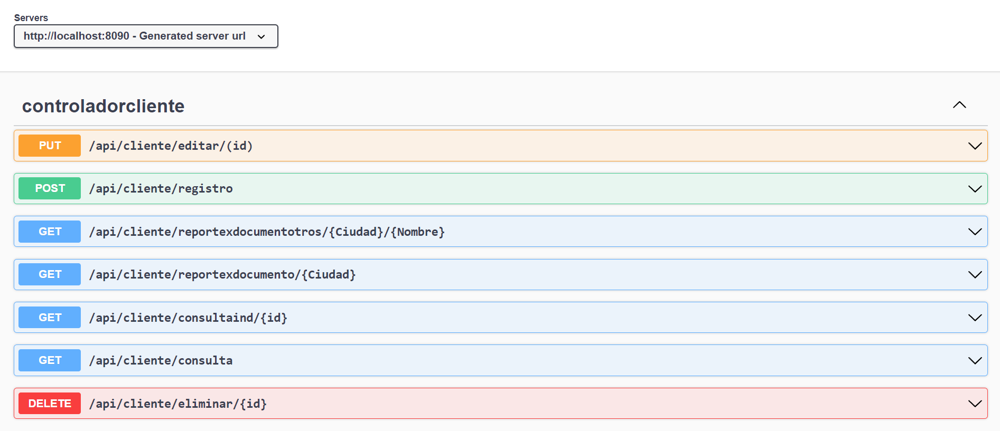 Servers
http://localhost:8090 - Generated server url
controladorcliente
PUT /api/cliente/editar/(id)
POST /api/cliente/registro
GET /api/cliente/reportexdocumentotros/{Ciudad}/{Nombre}
GET /api/cliente/reportexdocumento/{Ciudad}
GET /api/cliente/consultaind/{id}
GET /api/cliente/consulta
DELETE /api/cliente/eliminar/{id}